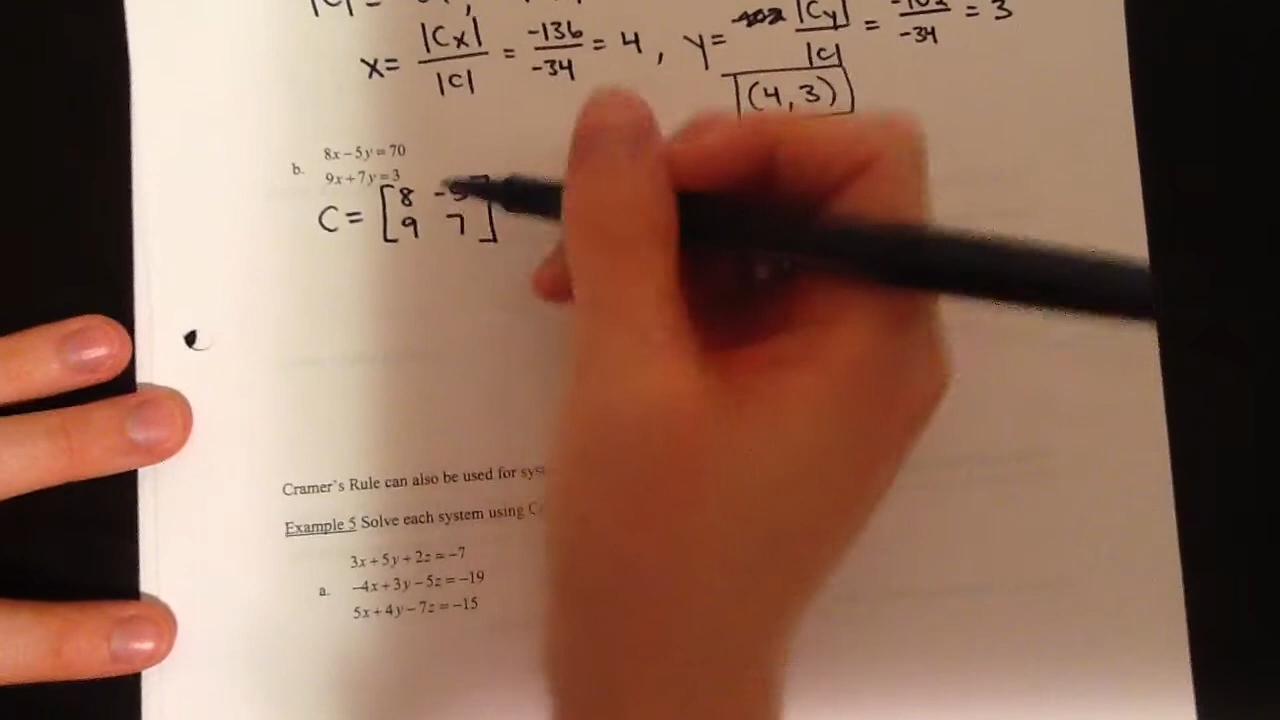 x = |Cx| / |C| = -136 / -34 = 4 , y = |Cy| / |C| = / -34 = 3
(4, 3)
b. 8x − 5y = 70
9x + 7y = 3
C = [ 8 -5
9 7 ]
Cramer's Rule can also be used for
Example 5 Solve each system using
3x + 5y + 2z = −7
a. −4x + 3y − 5z = −19
5x + 4y − 7z = −15